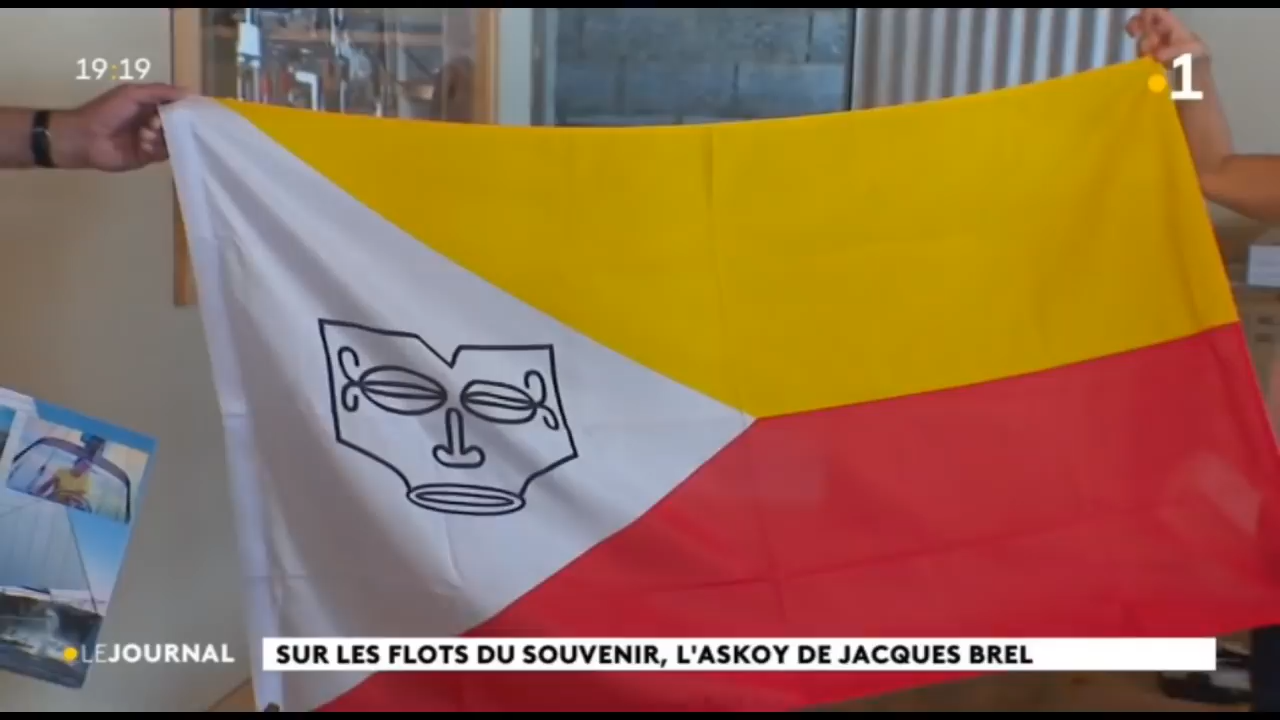 19:19
1
LEJOURNAL
SUR LES FLOTS DU SOUVENIR, L'ASKOY DE JACQUES BREL